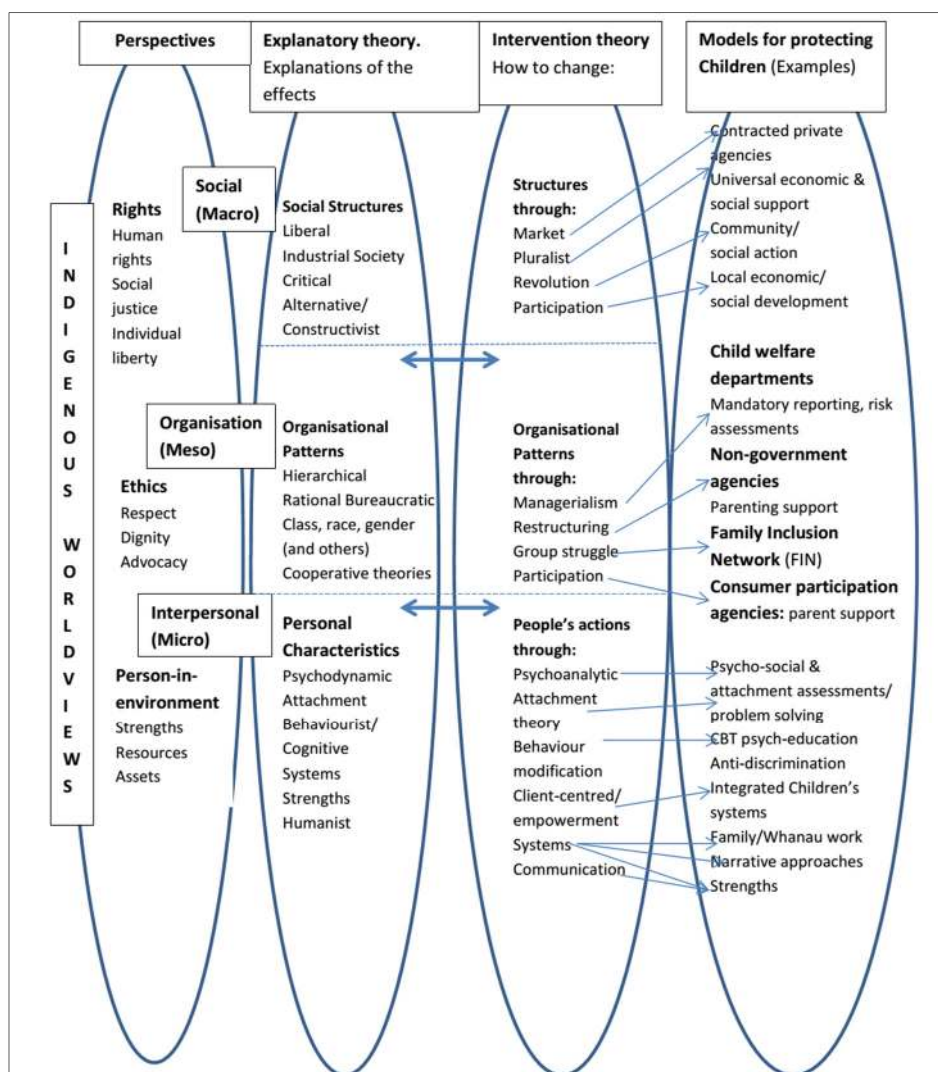 Perspectives
Explanatory theory.
Explanations of the
effects
Intervention theory
How to change:
Models for protecting
Children (Examples)
INDIGENOUS WORLDVIEWS
Social
(Macro)
Rights
Human
rights
Social
justice
Individual
liberty
Social Structures
Liberal
Industrial Society
Critical
Alternative/
Constructivist
Structures
through:
Market
Pluralist
Revolution
Participation
Contracted private
agencies
Universal economic &
social support
Community/
social action
Local economic/
social development
Organisation
(Meso)
Ethics
Respect
Dignity
Advocacy
Organisational
Patterns
Hierarchical
Rational Bureaucratic
Class, race, gender
(and others)
Cooperative theories
Organisational
Patterns
through:
Managerialism
Restructuring
Group struggle
Participation
Child welfare
departments
Mandatory reporting, risk
assessments
Non-government
agencies
Parenting support
Family Inclusion
Network (FIN)
Consumer participation
agencies: parent support
Interpersonal
(Micro)
Person-in-
environment
Strengths
Resources
Assets
Personal
Characteristics
Psychodynamic
Attachment
Behaviourist/
Cognitive
Systems
Strengths
Humanist
People's actions
through:
Psychoanalytic
Attachment
theory
Behaviour
modification
Client-centred/
empowerment
Systems
Communication
Psycho-social &
attachment assessments/
problem solving
CBT psych-education
Anti-discrimination
Integrated Children's
systems
Family/Whanau work
Narrative approaches
Strengths